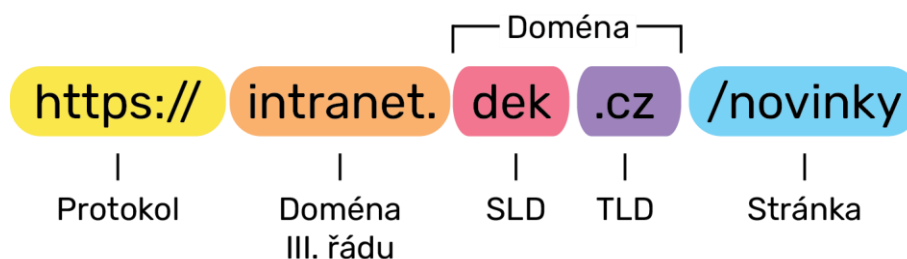 Doména
https:// intranet. dek .cz /novinky
Protokol Doména SLD TLD Stránka
III. řádu